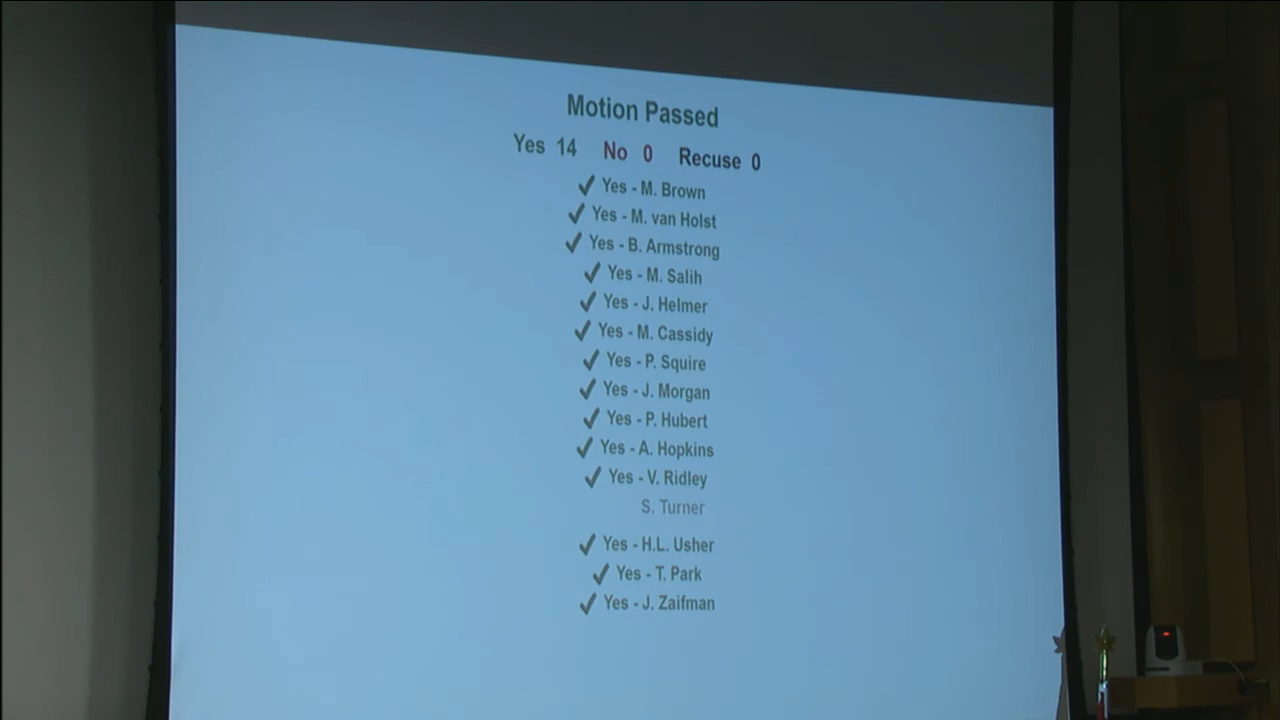 Motion Passed
Yes 14 No 0 Recuse 0
Yes - M. Brown
Yes - M. van Holst
Yes - B. Armstrong
Yes - M. Salih
Yes - J. Helmer
Yes - M. Cassidy
Yes - P. Squire
Yes - J. Morgan
Yes - P. Hubert
Yes - A. Hopkins
Yes - V. Ridley
S. Turner
Yes - H.L. Usher
Yes - T. Park
Yes - J. Zaifman